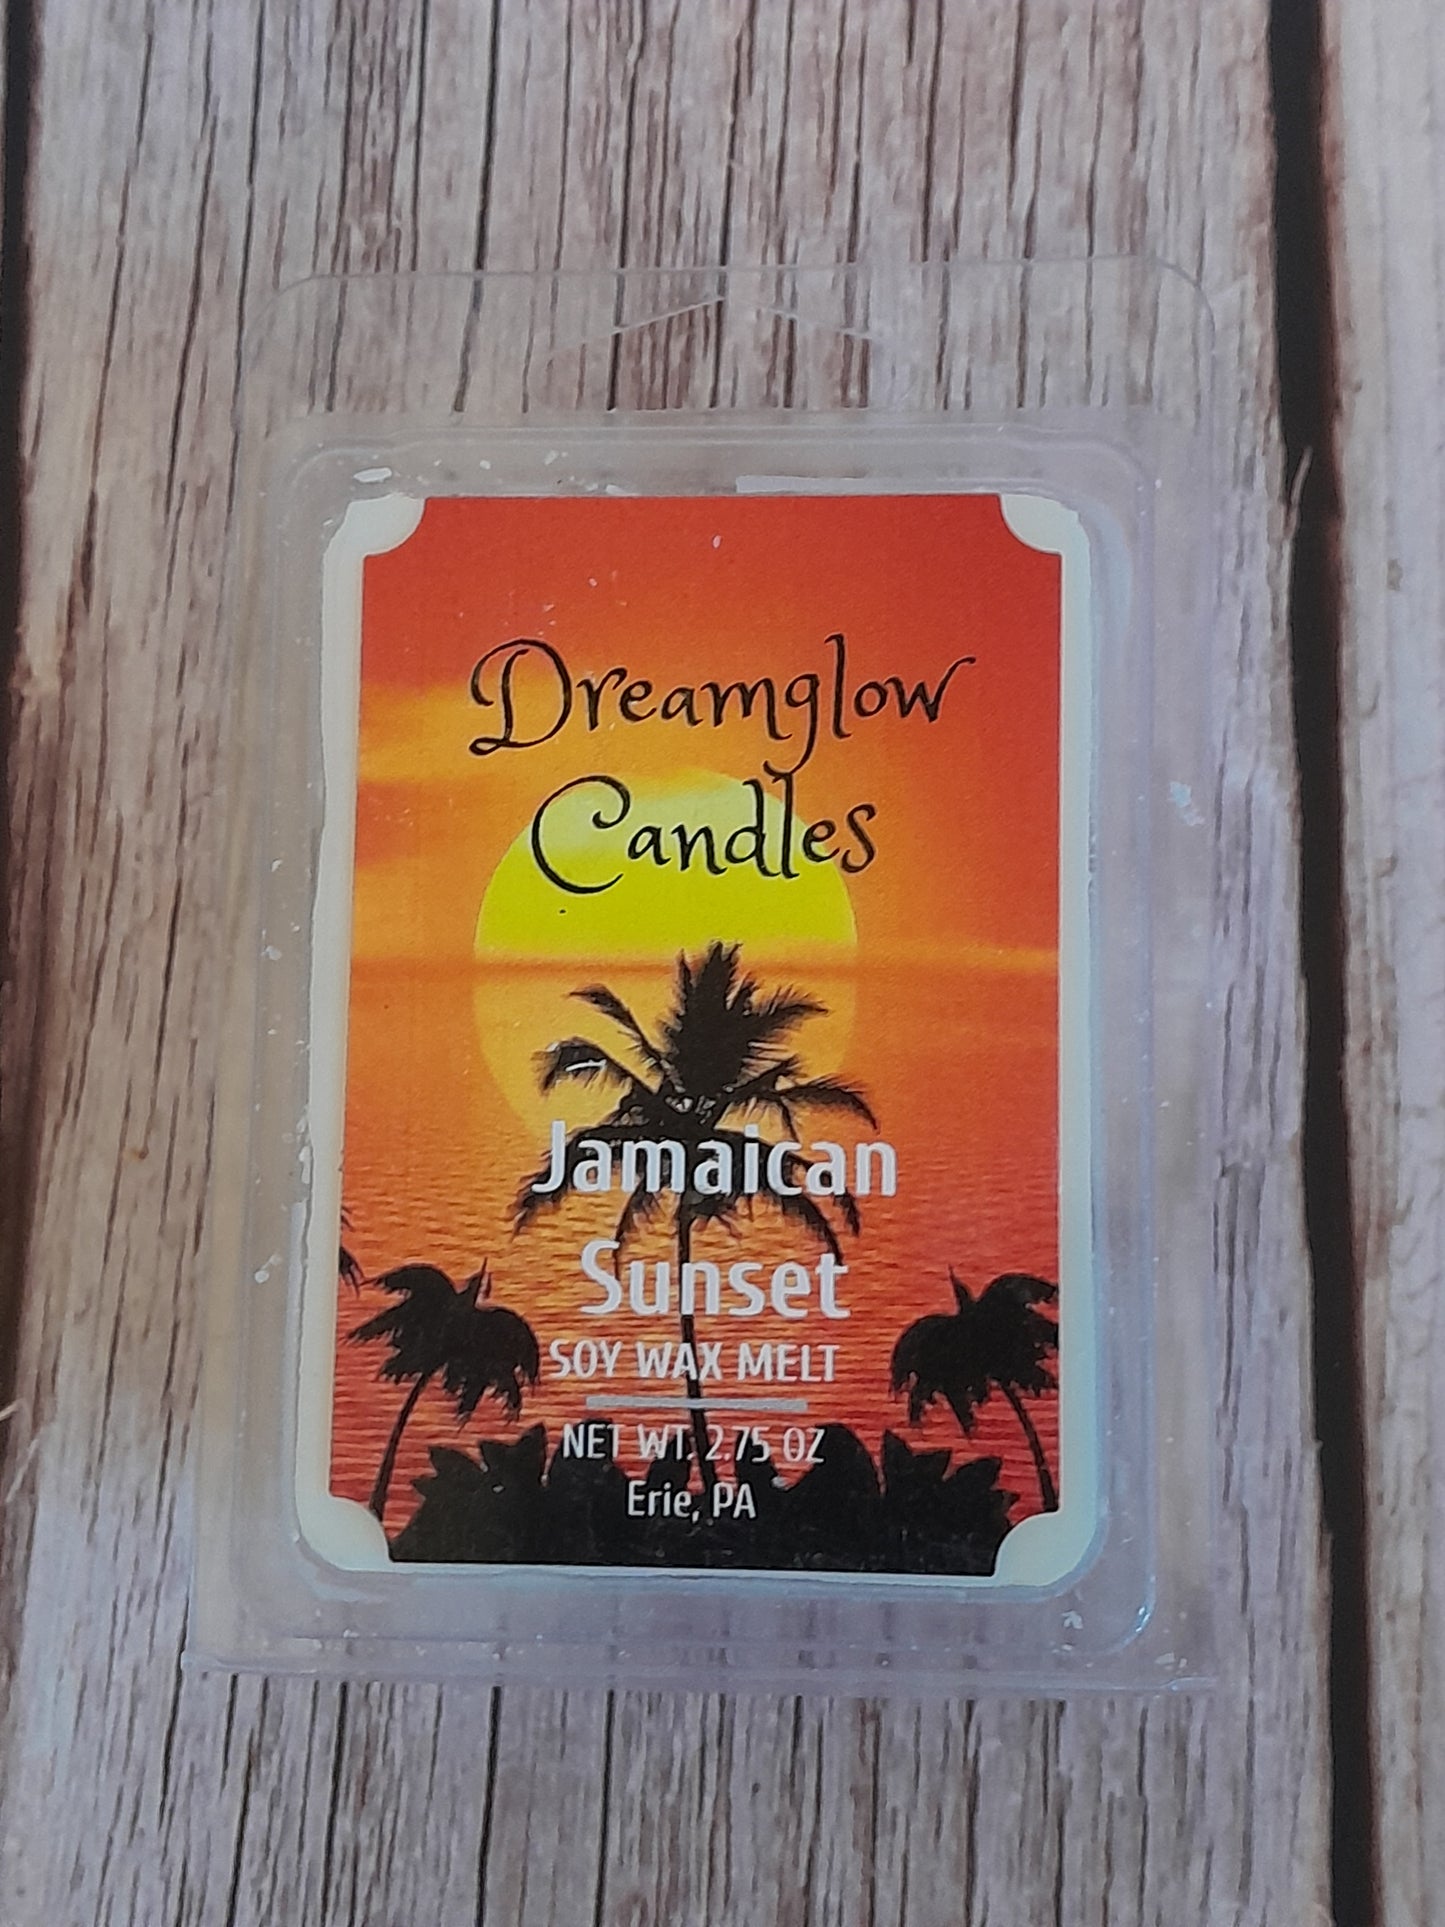 Dreamglow
Candles
Jamaican
Sunset
SOY WAX MELT
NET WT. 2.75 OZ
Erie, PA